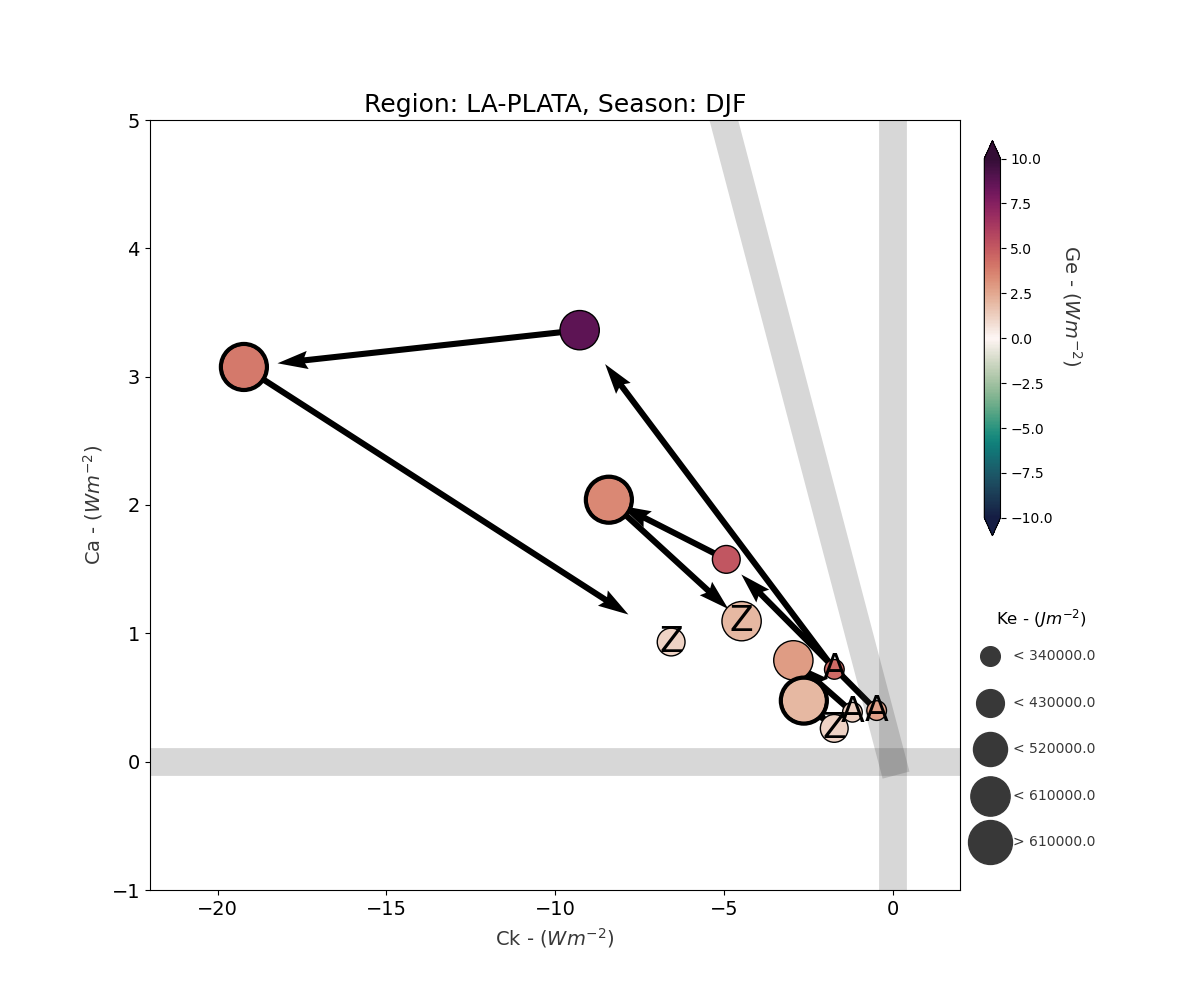 Region: LA-PLATA, Season: DJF
5
4
3
2
1
0
−1
Ca - (Wm⁻²)
−20
−15
−10
−5
0
Ck - (Wm⁻²)
Z
Z
Z
A
A
A
10.0
7.5
5.0
2.5
0.0
−2.5
−5.0
−7.5
−10.0
Ge - (Wm⁻²)
Ke - (Jm⁻²)
< 340000.0
< 430000.0
< 520000.0
< 610000.0
> 610000.0